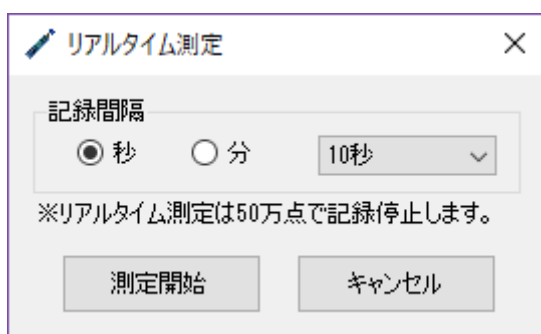 リアルタイム測定
記録間隔
秒 分 10秒
※リアルタイム測定は50万点で記録停止します。
測定開始 キャンセル